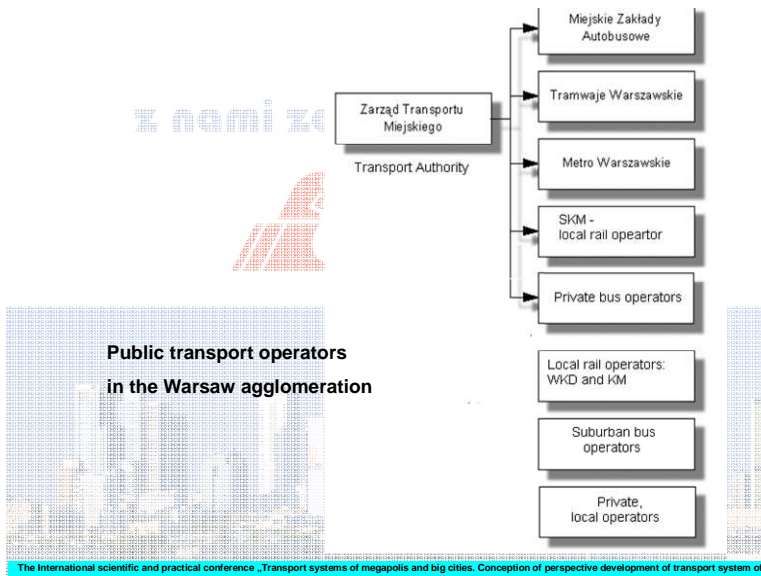 Miejskie Zakłady
Autobusowe
Tramwaje Warszawskie
Zarząd Transportu
Miejskiego
Transport Authority
Metro Warszawskie
SKM -
local rail opeartor
Private bus operators
Public transport operators
in the Warsaw agglomeration
Local rail operators:
WKD and KM
Suburban bus
operators
Private,
local operators
z nami
The International scientific and practical conference „Transport systems of megapolis and big cities. Conception of perspective development of transport system of